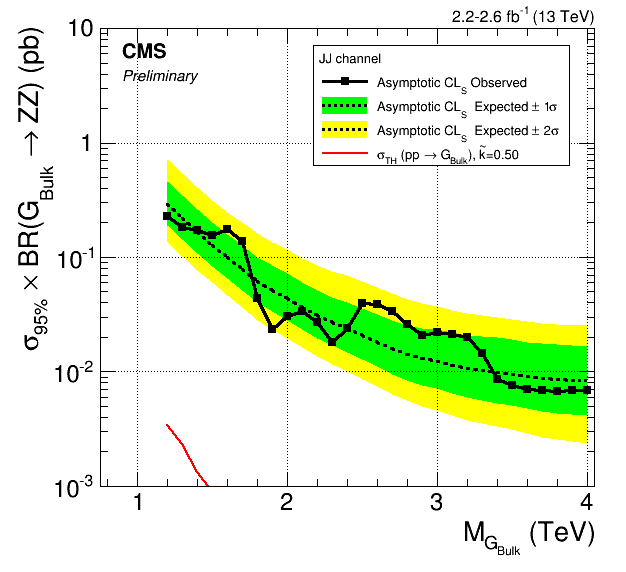 2.2-2.6 fb⁻¹ (13 TeV)
CMS
Preliminary
JJ channel
Asymptotic CL_S Observed
Asymptotic CL_S Expected ± 1σ
Asymptotic CL_S Expected ± 2σ
σ_TH (pp → G_Bulk), k̃=0.50
σ_95% × BR(G_Bulk → ZZ) (pb)
10
1
10⁻¹
10⁻²
10⁻³
1 2 3 4
M_G_Bulk (TeV)